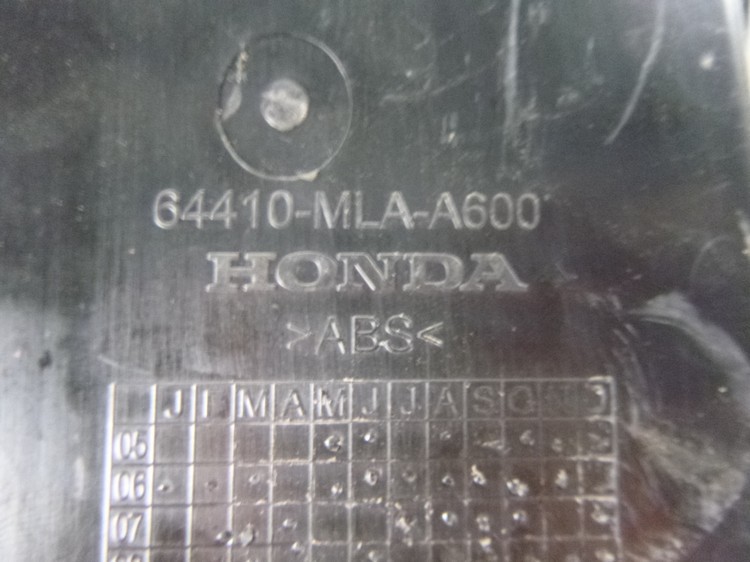 64410-MLA-A600
HONDA
>ABS<
J F M A M J J A S O N D
05
06
07